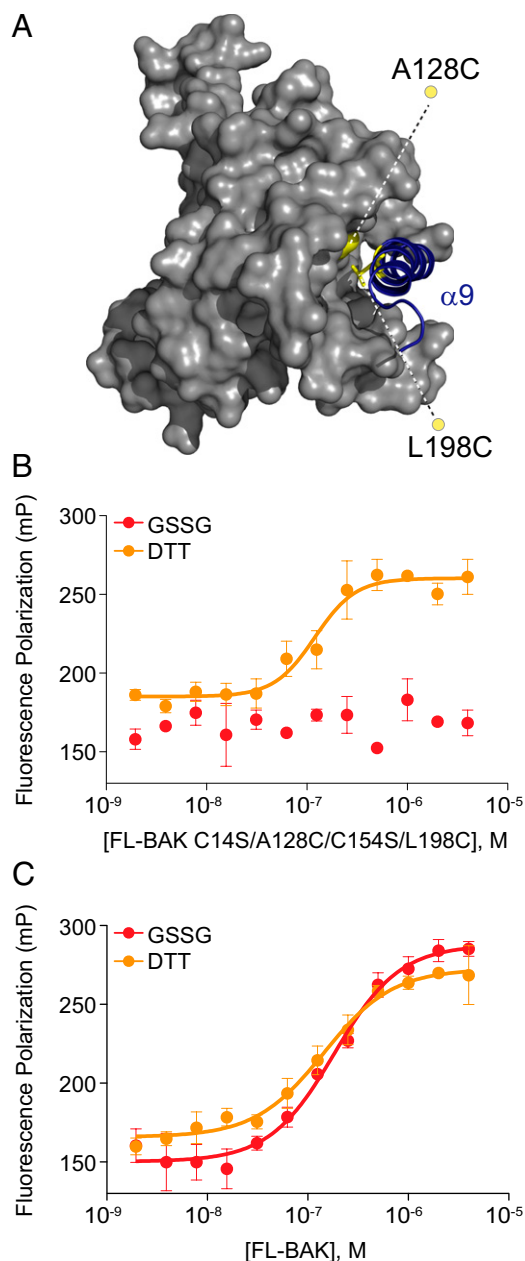 A
A128C
α9
L198C
B
Fluorescence Polarization (mP)
300
250
200
150
GSSG
DTT
10-9 10-8 10-7 10-6 10-5
[FL-BAK C14S/A128C/C154S/L198C], M
C
Fluorescence Polarization (mP)
300
250
200
150
GSSG
DTT
10-9 10-8 10-7 10-6 10-5
[FL-BAK], M